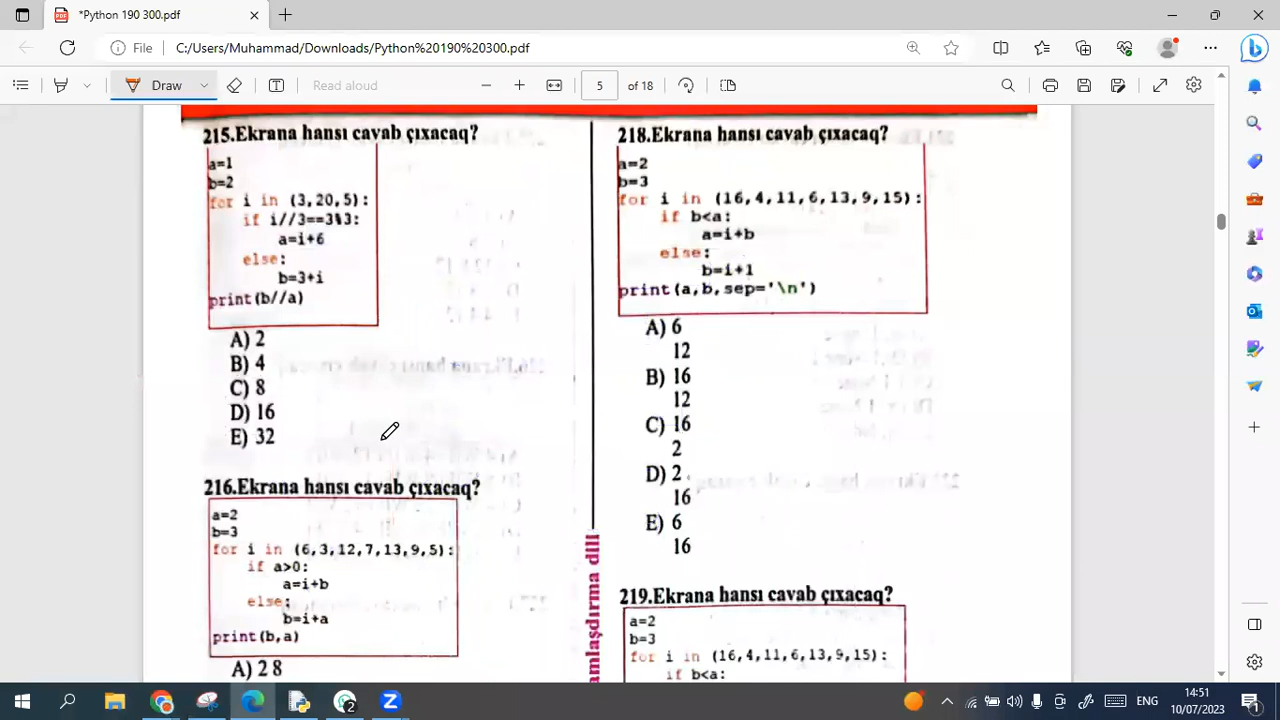 *Python 190 300.pdf
File
C:/Users/Muhammad/Downloads/Python%20190%20300.pdf
Draw
Read aloud
5
of 18
215.Ekrana hansı cavab çıxacaq?
a=1
b=2
for i in (3,20,5):
if i//3==3%3:
a=i+6
else:
b=3+i
print(b//a)
A) 2
B) 4
C) 8
D) 16
E) 32
216.Ekrana hansı cavab çıxacaq?
a=2
b=3
for i in (6,3,12,7,13,9,5):
if a>0:
a=i+b
else:
b=i+a
print(b,a)
A) 2 8
amlaşdırma dili
218.Ekrana hansı cavab çıxacaq?
a=2
b=3
for i in (16,4,11,6,13,9,15):
if b<a:
a=i+b
else:
b=i+1
print(a,b,sep='\n')
A) 6
12
B) 16
12
C) 16
2
D) 2
16
E) 6
16
219.Ekrana hansı cavab çıxacaq?
a=2
b=3
for i in (16,4,11,6,13,9,15):
if b<a:
ENG
14:51
10/07/2023